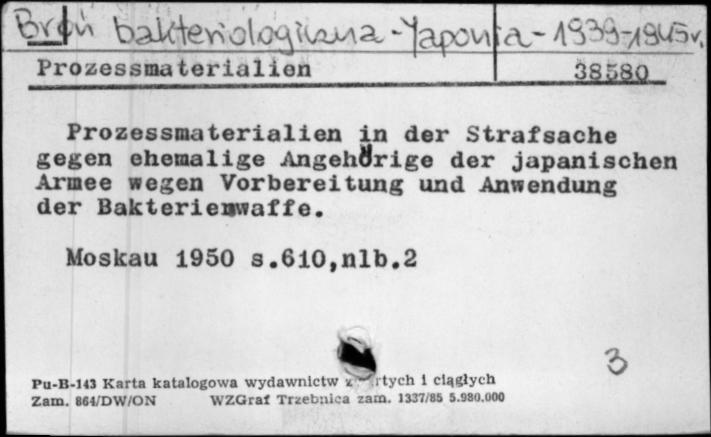 Broń bakteriologiczna - Japonia - 1939-1945r.
Prozessmaterialien 38580
Prozessmaterialien in der Strafsache
gegen ehemalige Angehörige der japanischen
Armee wegen Vorbereitung und Anwendung
der Bakterienwaffe.
Moskau 1950 s.610,nlb.2
3
Pu-B-143 Karta katalogowa wydawnictw z rtych i ciągłych
Zam. 864/DW/ON WZGraf Trzebnica zam. 1337/85 5.980.000